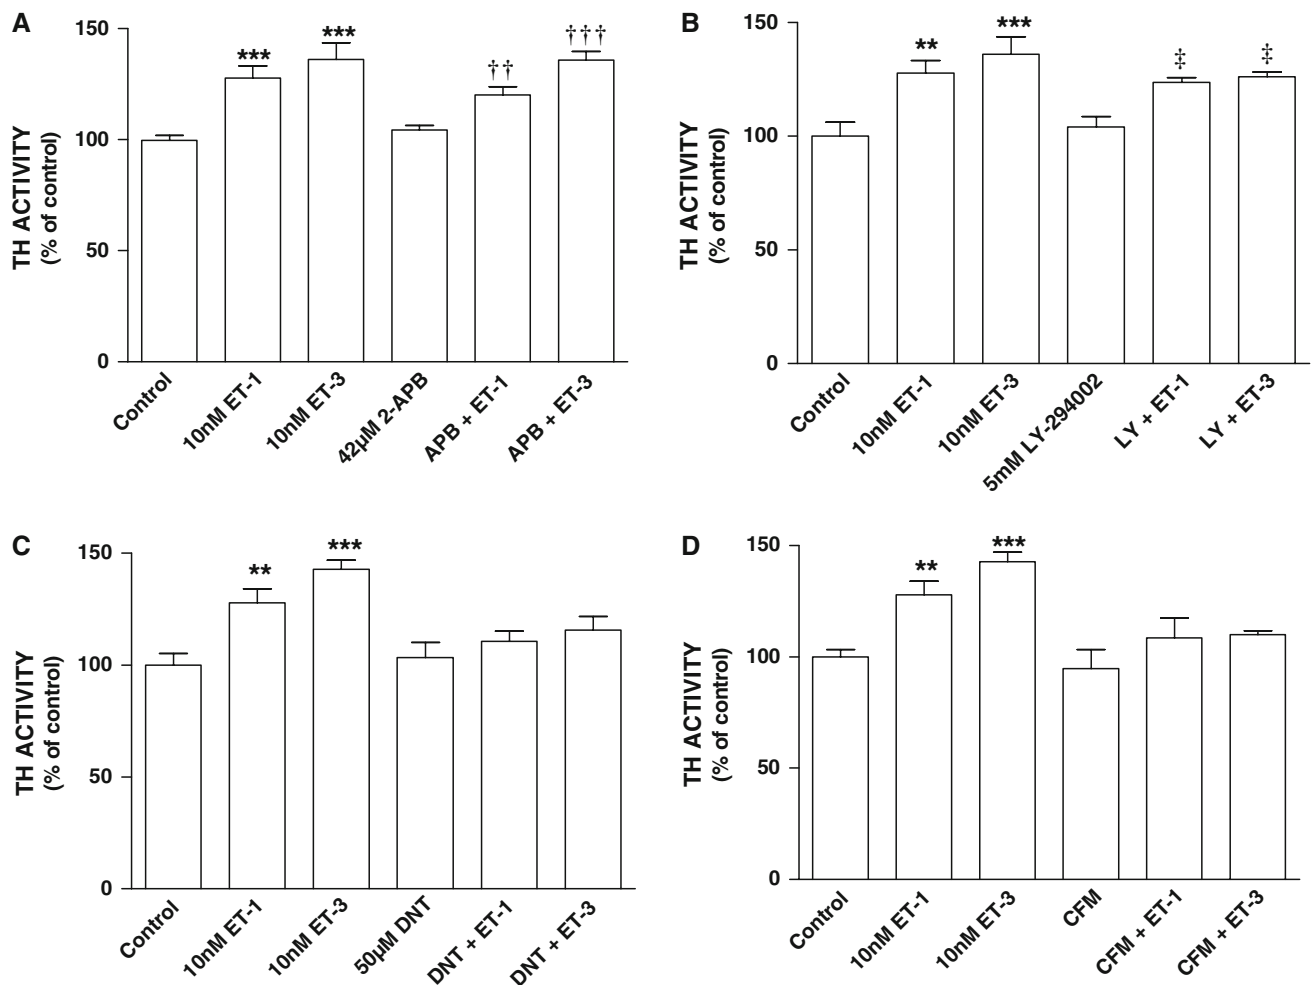 A
TH ACTIVITY
(% of control)
150
100
50
0
***
***
††
†††
Control
10nM ET-1
10nM ET-3
42µM 2-APB
APB + ET-1
APB + ET-3
B
TH ACTIVITY
(% of control)
150
100
50
0
**
***
‡
‡
Control
10nM ET-1
10nM ET-3
5mM LY-294002
LY + ET-1
LY + ET-3
C
TH ACTIVITY
(% of control)
150
100
50
0
**
***
Control
10nM ET-1
10nM ET-3
50µM DNT
DNT + ET-1
DNT + ET-3
D
TH ACTIVITY
(% of control)
150
100
50
0
**
***
Control
10nM ET-1
10nM ET-3
CFM
CFM + ET-1
CFM + ET-3